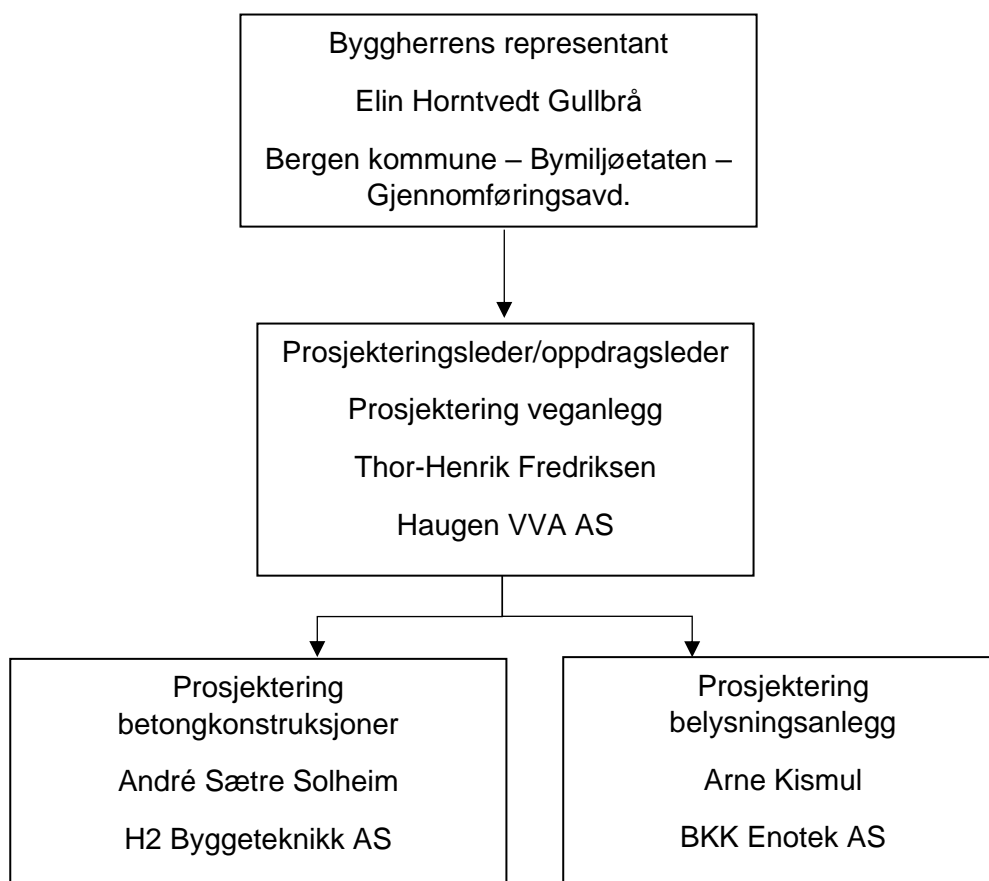 Byggherrens representant
Elin Horntvedt Gullbrå
Bergen kommune – Bymiljøetaten –
Gjennomføringsavd.
Prosjekteringsleder/oppdragsleder
Prosjektering veganlegg
Thor-Henrik Fredriksen
Haugen VVA AS
Prosjektering
betongkonstruksjoner
André Sætre Solheim
H2 Byggeteknikk AS
Prosjektering
belysningsanlegg
Arne Kismul
BKK Enotek AS